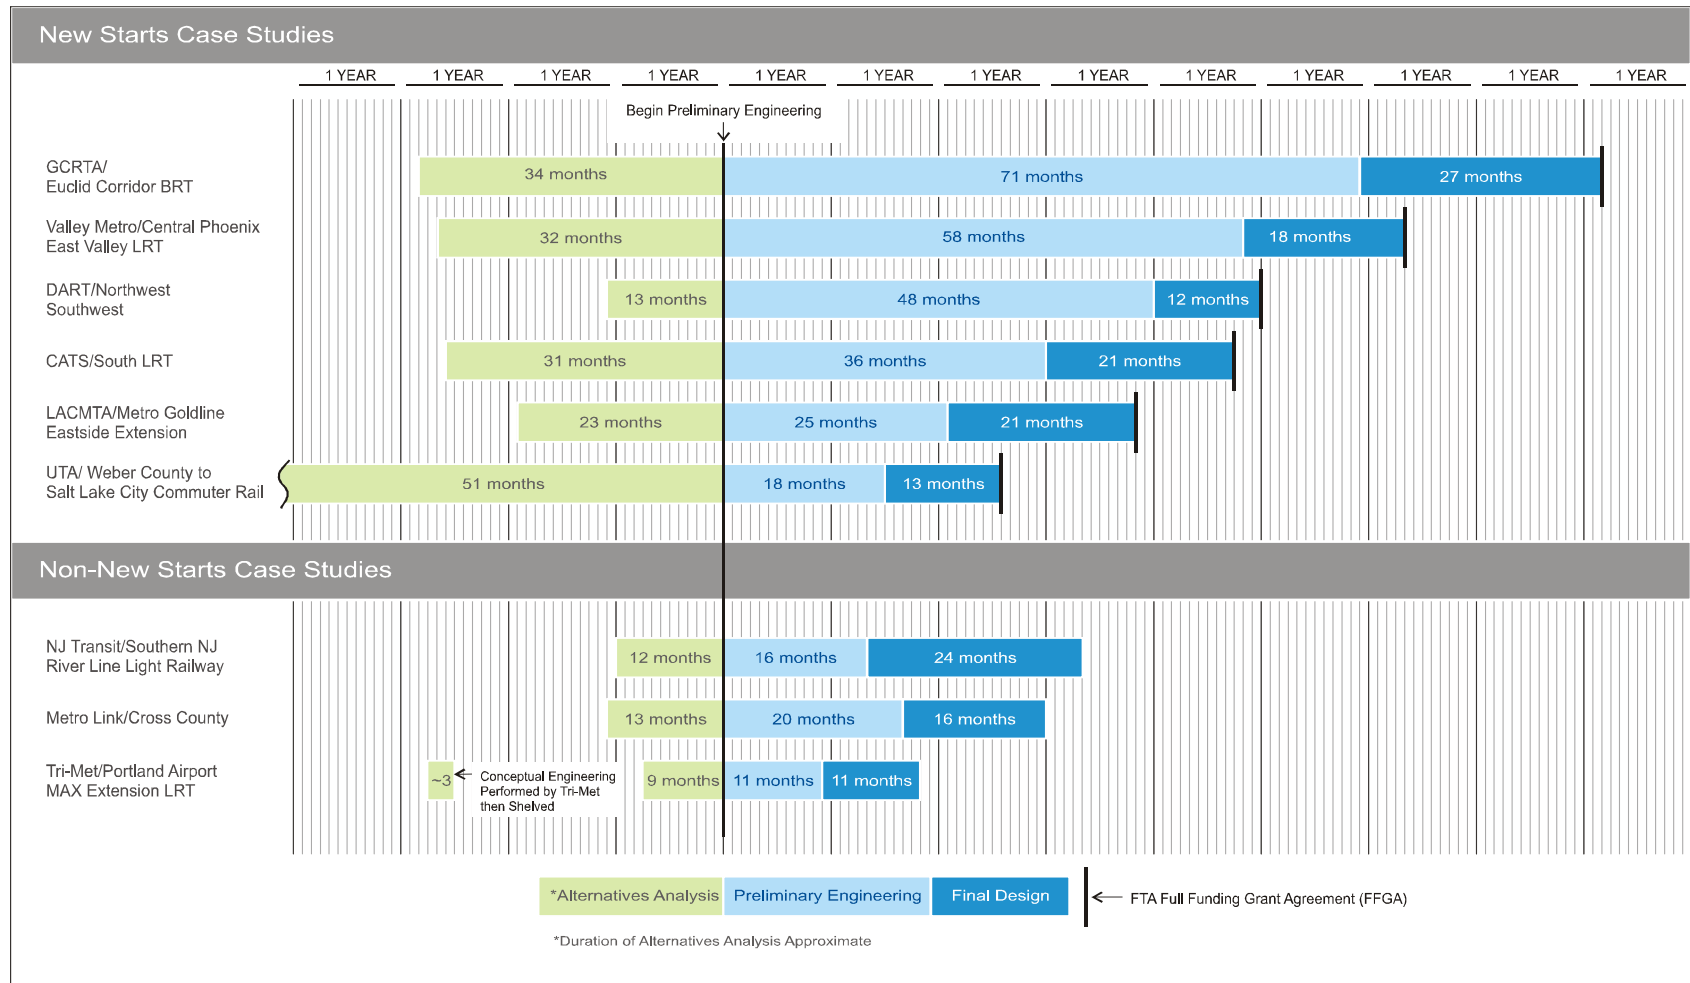 New Starts Case Studies
1 YEAR 1 YEAR 1 YEAR 1 YEAR 1 YEAR 1 YEAR 1 YEAR 1 YEAR 1 YEAR 1 YEAR 1 YEAR 1 YEAR 1 YEAR
Begin Preliminary Engineering
GCRTA/
Euclid Corridor BRT
34 months 71 months 27 months
Valley Metro/Central Phoenix
East Valley LRT
32 months 58 months 18 months
DART/Northwest
Southwest
13 months 48 months 12 months
CATS/South LRT
31 months 36 months 21 months
LACMTA/Metro Goldline
Eastside Extension
23 months 25 months 21 months
UTA/ Weber County to
Salt Lake City Commuter Rail
51 months 18 months 13 months
Non-New Starts Case Studies
NJ Transit/Southern NJ
River Line Light Railway
12 months 16 months 24 months
Metro Link/Cross County
13 months 20 months 16 months
Tri-Met/Portland Airport
MAX Extension LRT
~3
Conceptual Engineering
Performed by Tri-Met
then Shelved
9 months 11 months 11 months
*Alternatives Analysis Preliminary Engineering Final Design
FTA Full Funding Grant Agreement (FFGA)
*Duration of Alternatives Analysis Approximate